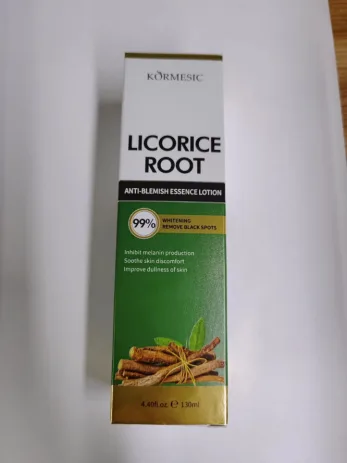 KORMESIC
LICORICE
ROOT
ANTI-BLEMISH ESSENCE LOTION
99%
WHITENING
REMOVE BLACK SPOTS
Inhibit melanin production
Soothe skin discomfort
Improve dullness of skin
4.40fl.oz. ℮ 130ml